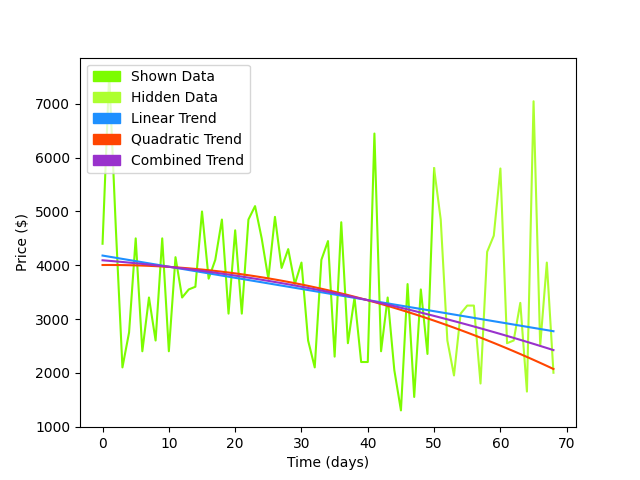 Shown Data
Hidden Data
Linear Trend
Quadratic Trend
Combined Trend
7000
6000
5000
4000
3000
2000
1000
Price ($)
0 10 20 30 40 50 60 70
Time (days)